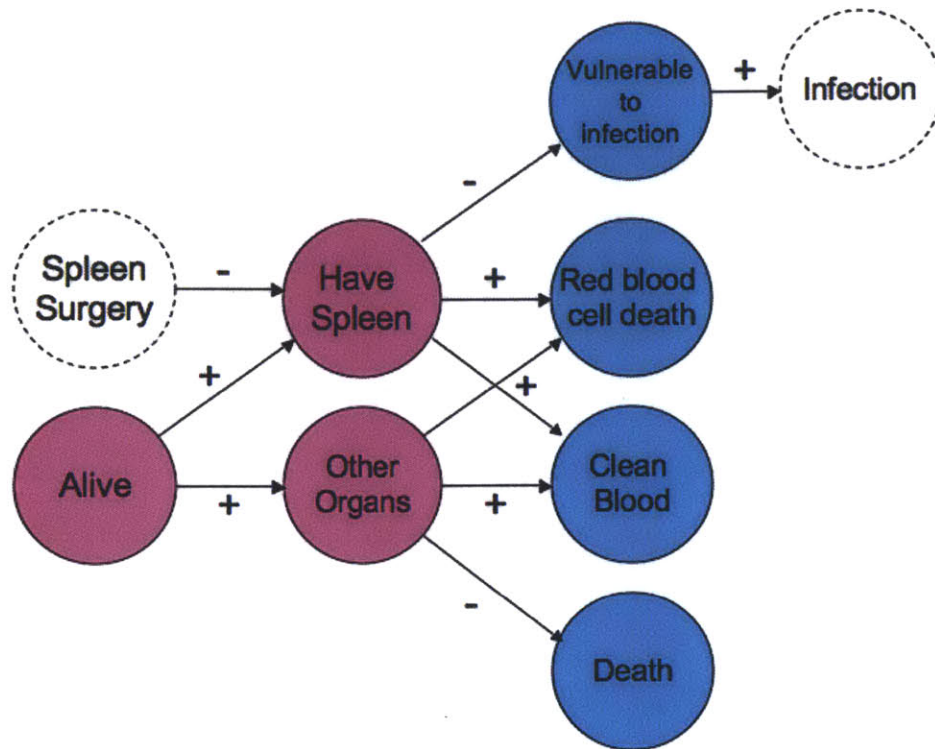 Vulnerable
to
infection
+
Infection
-
Spleen
Surgery
-
Have
Spleen
+
Red blood
cell death
+
+
Alive
+
Other
Organs
+
Clean
Blood
-
Death